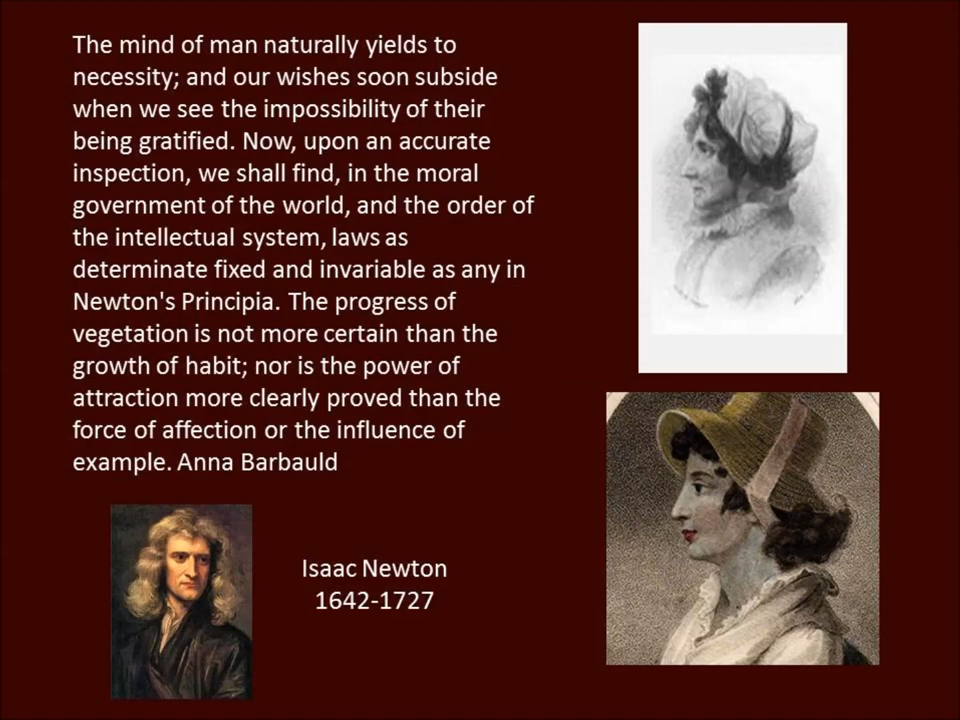 The mind of man naturally yields to
necessity; and our wishes soon subside
when we see the impossibility of their
being gratified. Now, upon an accurate
inspection, we shall find, in the moral
government of the world, and the order of
the intellectual system, laws as
determinate fixed and invariable as any in
Newton's Principia. The progress of
vegetation is not more certain than the
growth of habit; nor is the power of
attraction more clearly proved than the
force of affection or the influence of
example. Anna Barbauld
Isaac Newton
1642-1727